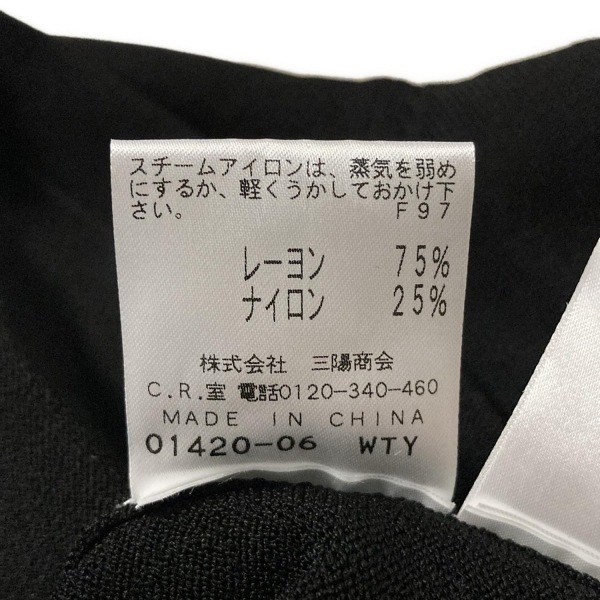 スチームアイロンは、蒸気を弱め
にするか、軽くうかしておかけ下
さい。 F97
レーヨン 75%
ナイロン 25%
株式会社 三陽商会
C.R.室 電話0120-340-460
MADE IN CHINA
01420-06 WTY